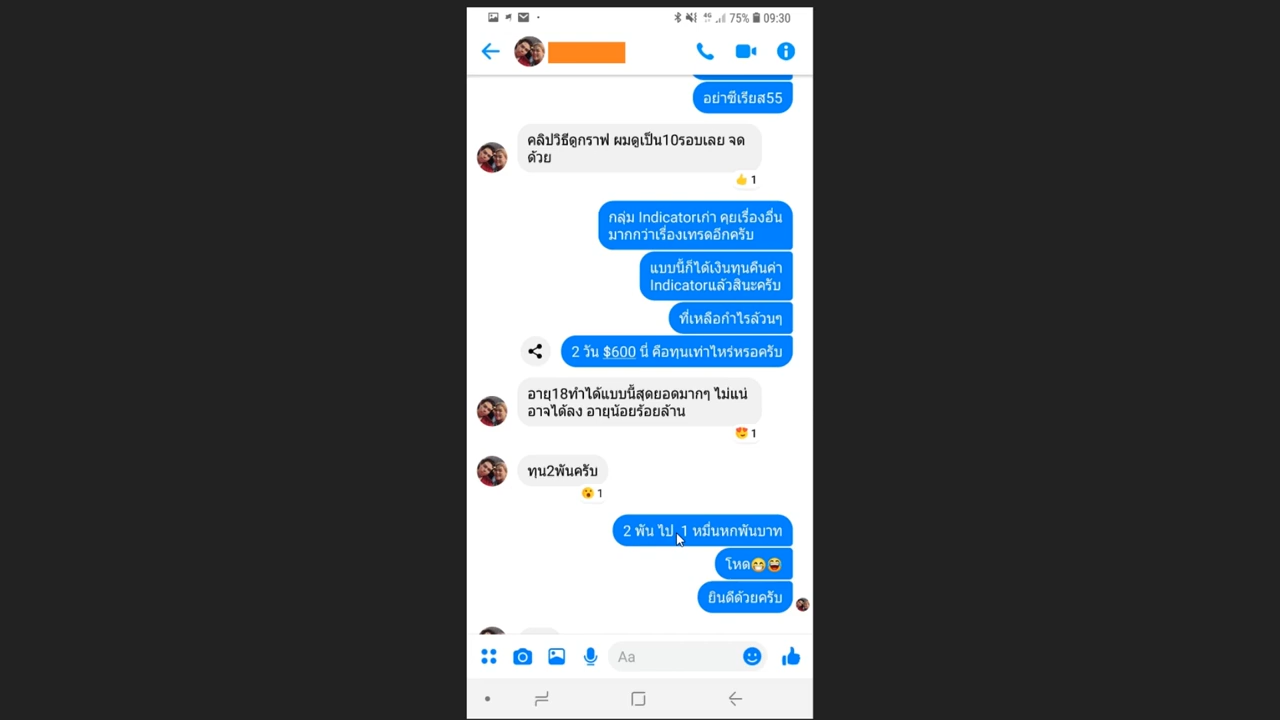 75% 09:30
อย่าซีเรียส55
คลิปวิธีดูกราฟ ผมดูเป็น10รอบเลย จด
ด้วย
1
กลุ่ม Indicatorเก่า คุยเรื่องอื่น
มากกว่าเรื่องเทรดอีกครับ
แบบนี้ก็ได้เงินทุนคืนค่า
Indicatorแล้วสินะครับ
ที่เหลือกำไรล้วนๆ
2 วัน $600 นี่ คือทุนเท่าไหร่หรอครับ
อายุ18ทำได้แบบนี้สุดยอดมากๆ ไม่แน่
อาจได้ลง อายุน้อยร้อยล้าน
1
ทุน2พันครับ
1
2 พัน ไป 1 หมื่นหกพันบาท
โหด😁😆
ยินดีด้วยครับ
Aa